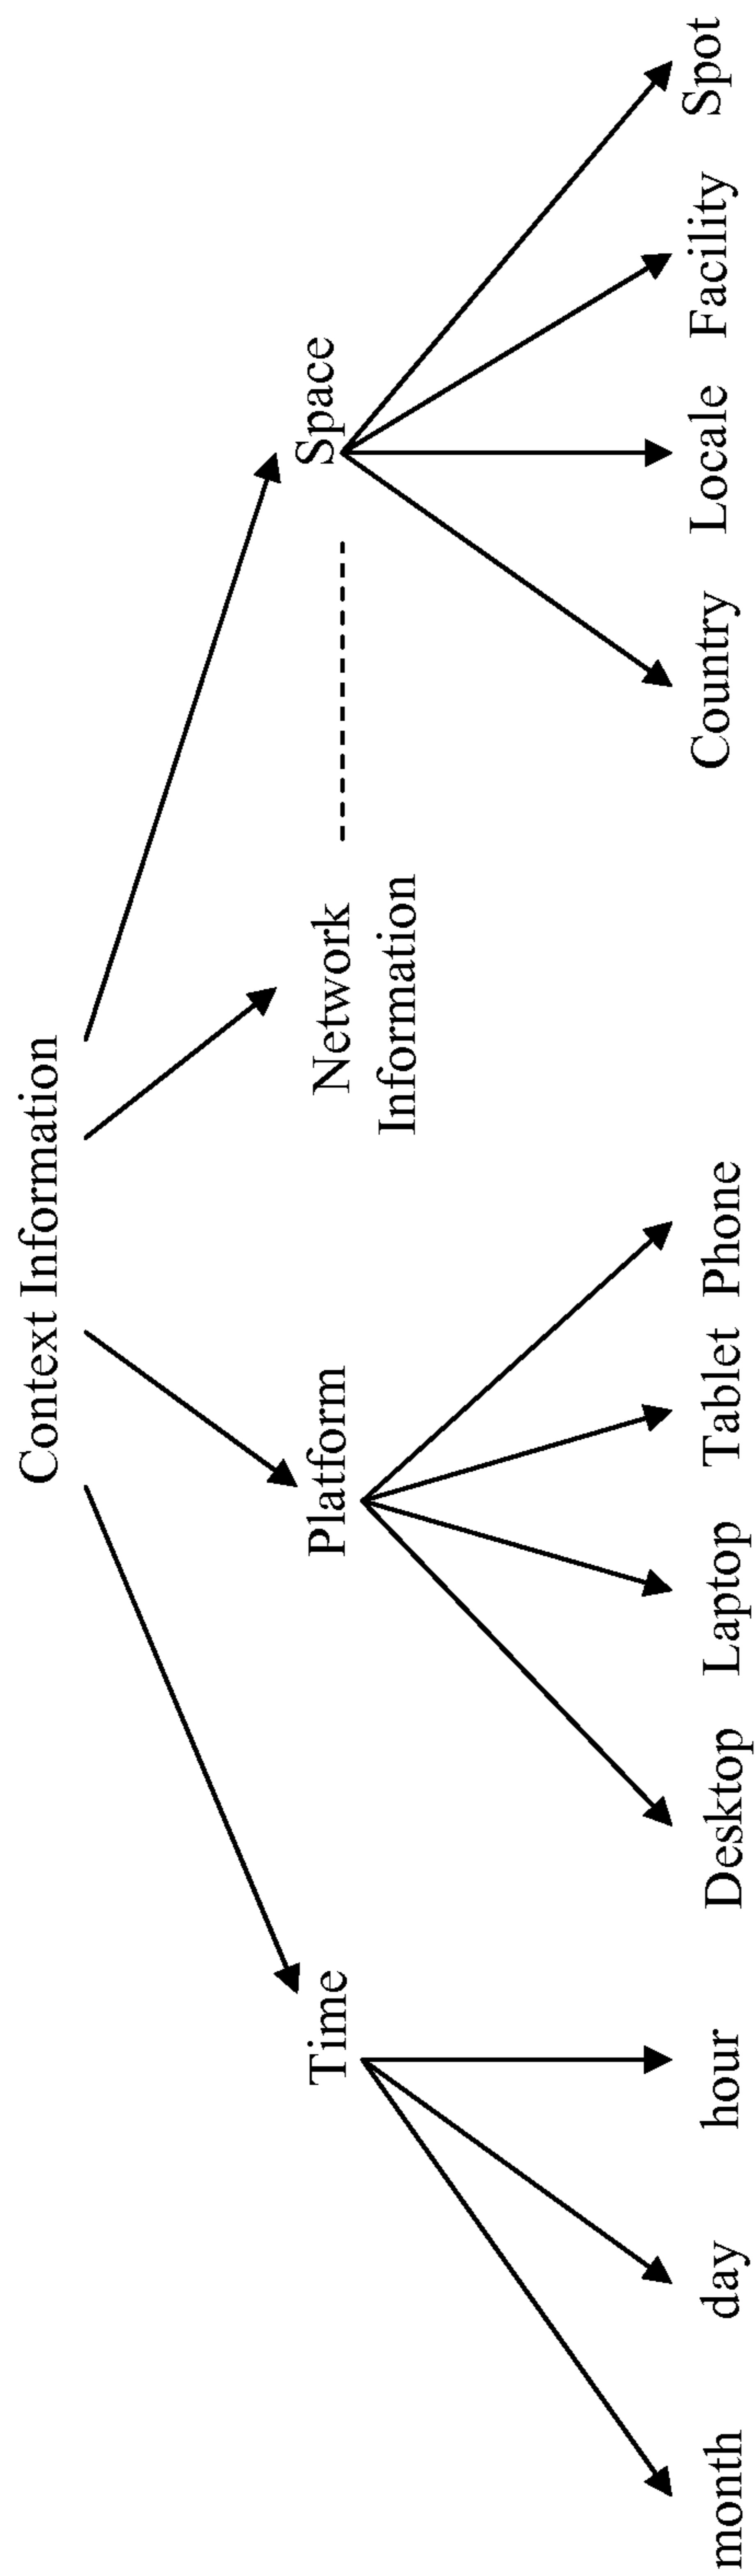 Context Information
Time
Platform
Network
Information
Space
month
day
hour
Desktop
Laptop
Tablet
Phone
Country
Locale
Facility
Spot